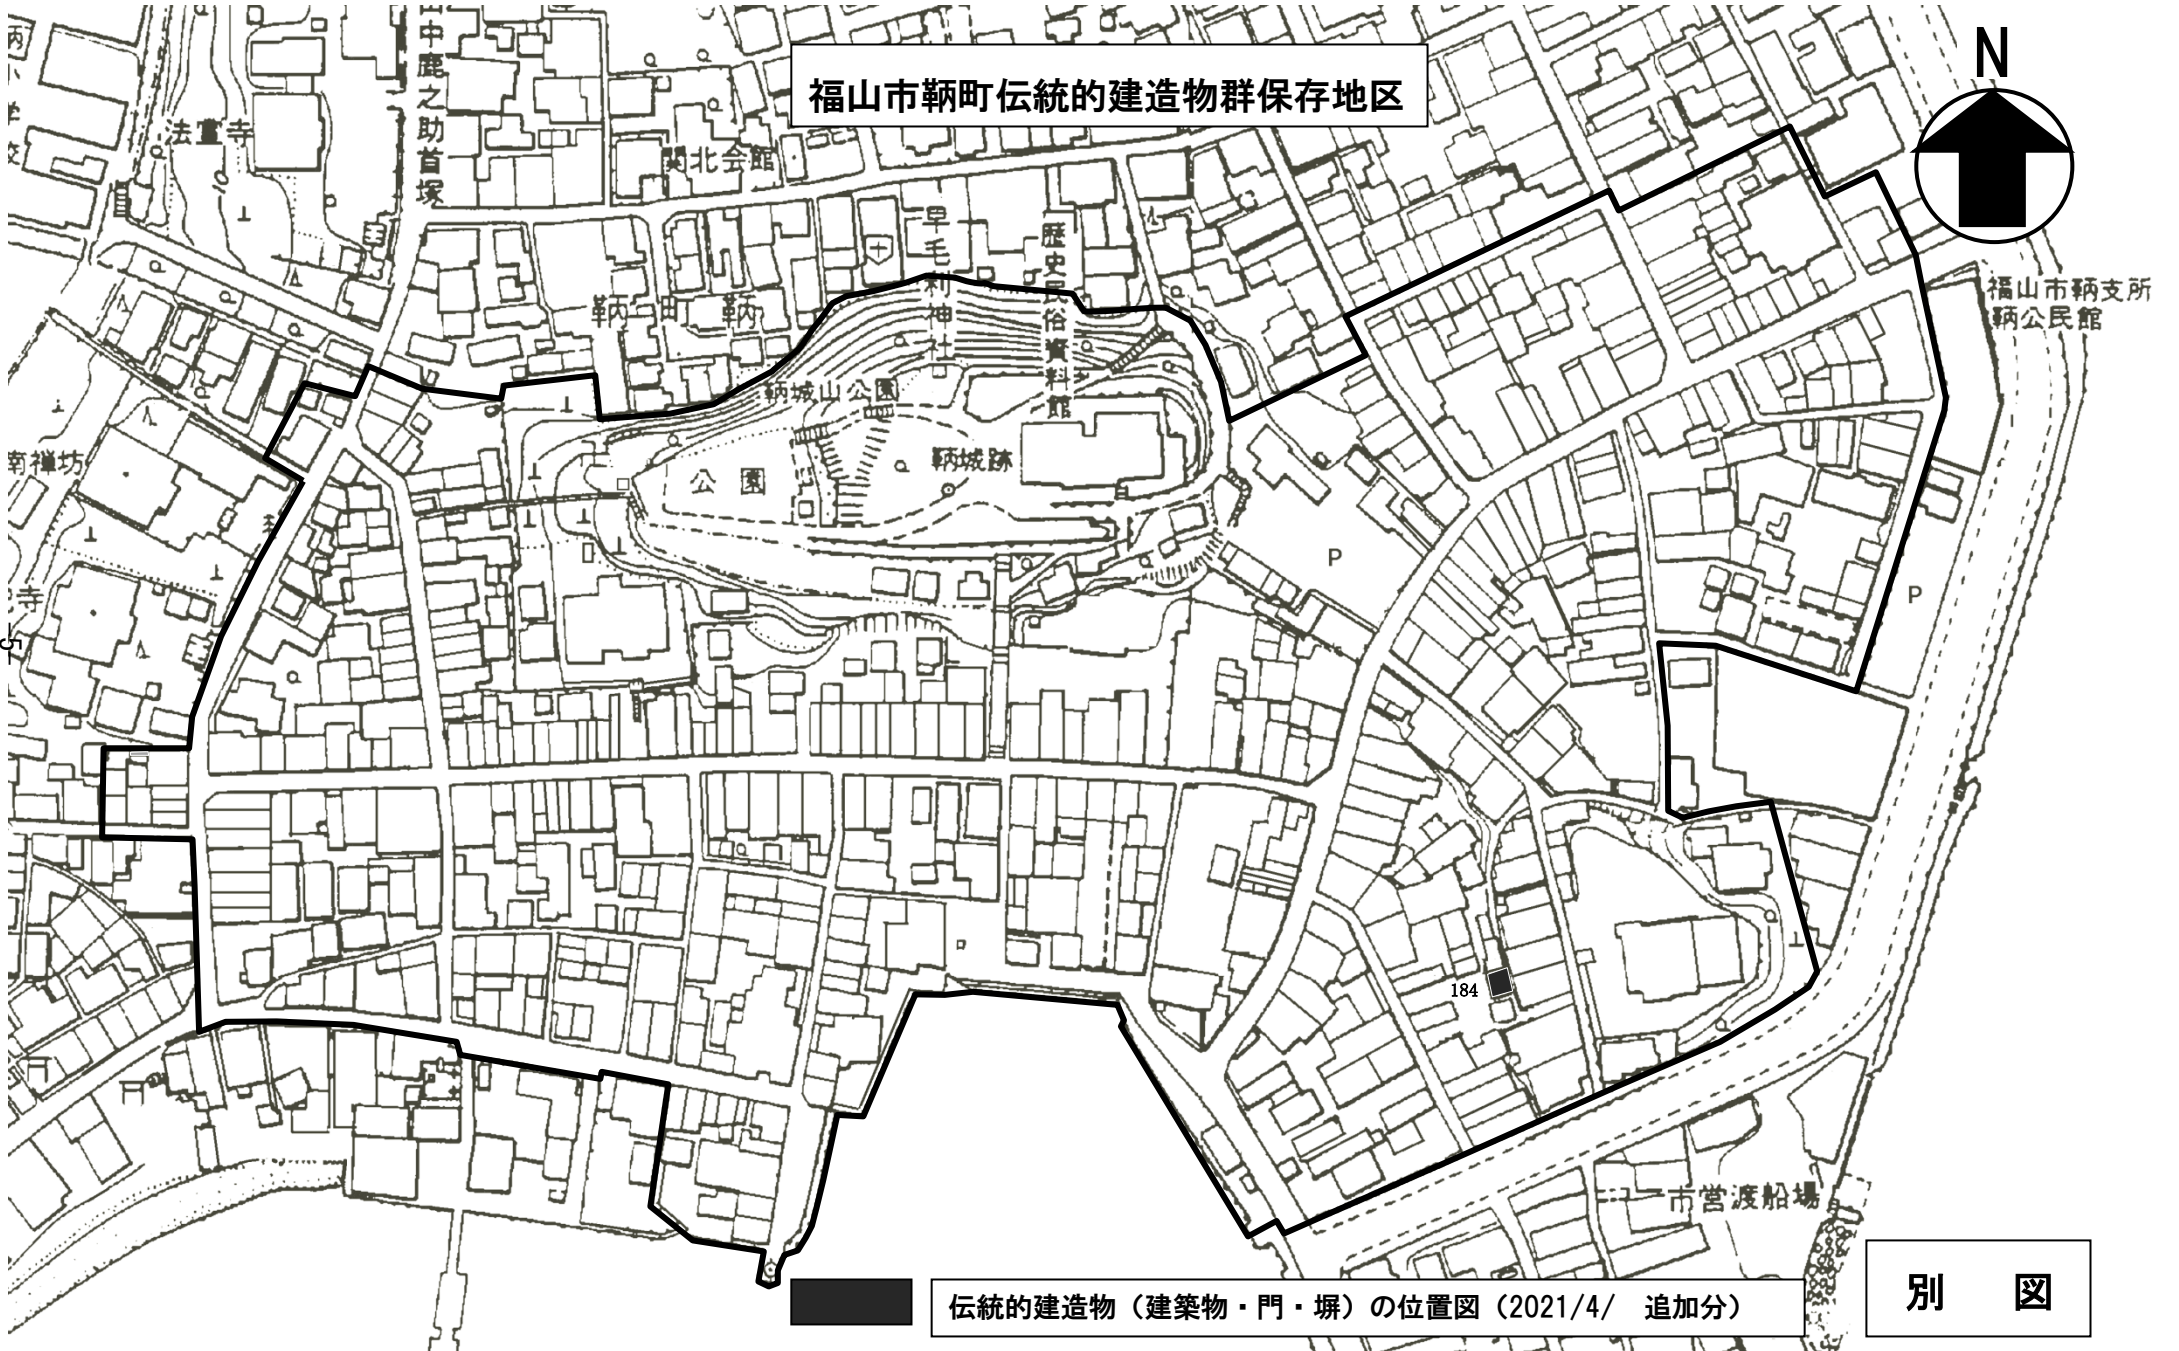 福山市鞆町伝統的建造物群保存地区
N
山中鹿之助首塚
法宣寺
関北会館
早毛利神社
歴史民俗資料館
鞆町鞆
福山市鞆支所
鞆公民館
鞆城山公園
南禅坊
公園
鞆城跡
P
P
寺
-5-
184
市営渡船場
伝統的建造物（建築物・門・塀）の位置図（2021/4/　追加分）
別　図